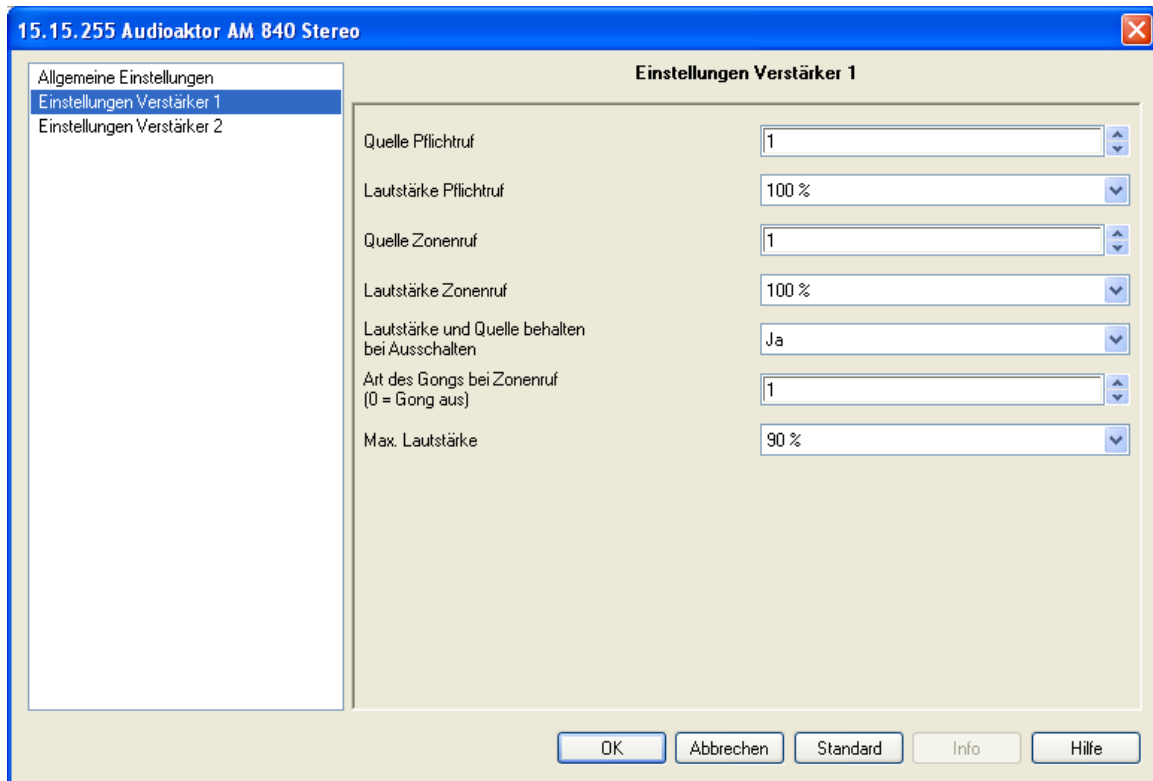 15.15.255 Audioaktor AM 840 Stereo
Allgemeine Einstellungen
Einstellungen Verstärker 1
Einstellungen Verstärker 2
Einstellungen Verstärker 1
Quelle Pflichtruf
1
Lautstärke Pflichtruf
100 %
Quelle Zonenruf
1
Lautstärke Zonenruf
100 %
Lautstärke und Quelle behalten
bei Ausschalten
Ja
Art des Gongs bei Zonenruf
(0 = Gong aus)
1
Max. Lautstärke
90 %
OK
Abbrechen
Standard
Info
Hilfe